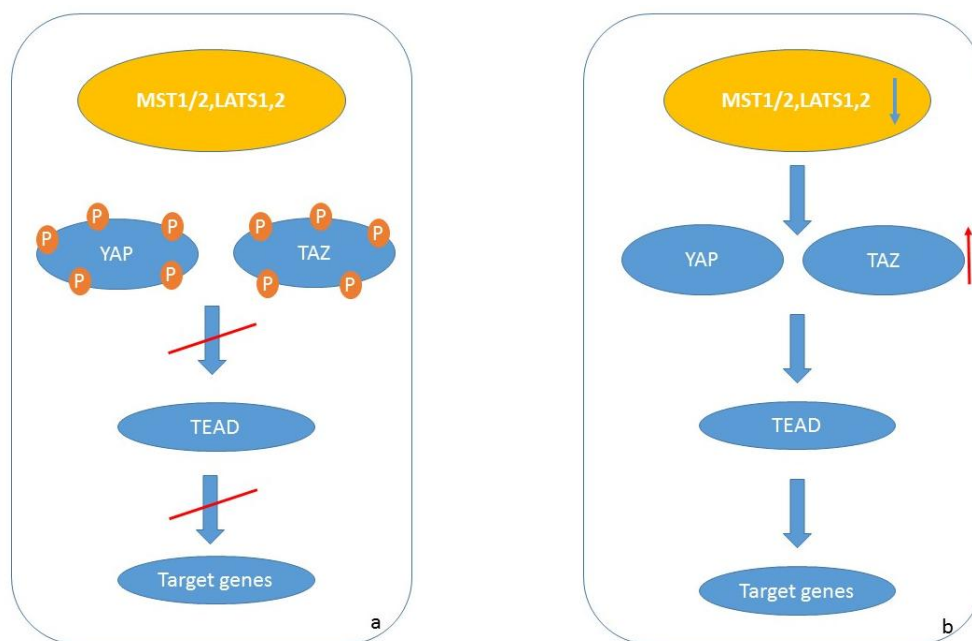 MST1/2,LATS1,2
P
P
P
P
P
YAP
P
P
P
P
P
TAZ
TEAD
Target genes
a
MST1/2,LATS1,2
YAP
TAZ
TEAD
Target genes
b